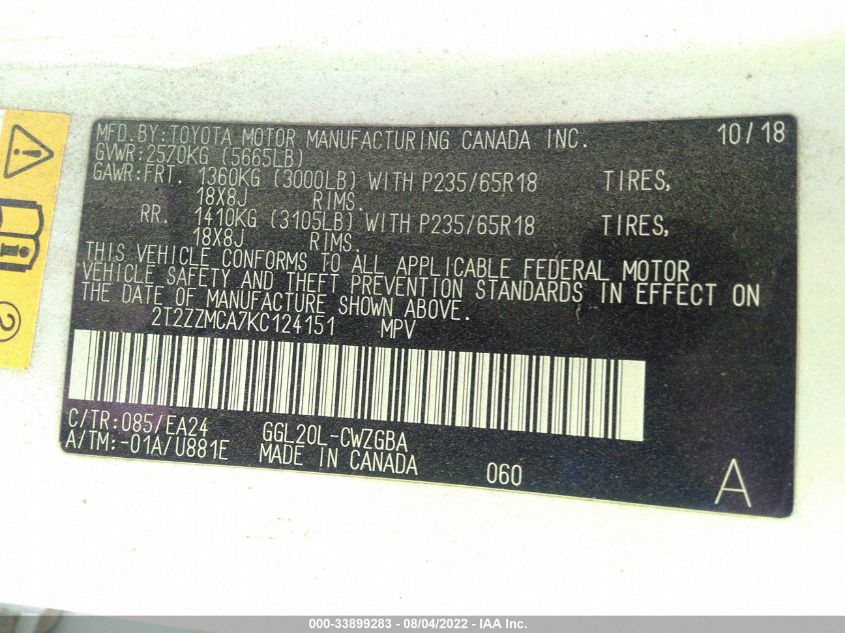 MFD.BY:TOYOTA MOTOR MANUFACTURING CANADA INC. 10/18
GVWR:2570KG (5665LB)
GAWR:FRT. 1360KG (3000LB) WITH P235/65R18 TIRES,
18X8J RIMS.
RR. 1410KG (3105LB) WITH P235/65R18 TIRES,
18X8J RIMS.
THIS VEHICLE CONFORMS TO ALL APPLICABLE FEDERAL MOTOR
VEHICLE SAFETY AND THEFT PREVENTION STANDARDS IN EFFECT ON
THE DATE OF MANUFACTURE SHOWN ABOVE.
2T2ZZMCA7KC124151 MPV
C/TR:085/EA24 GGL20L-CWZGBA
A/TM:-01A/U881E MADE IN CANADA 060 A
2
000-33899283 - 08/04/2022 - IAA Inc.